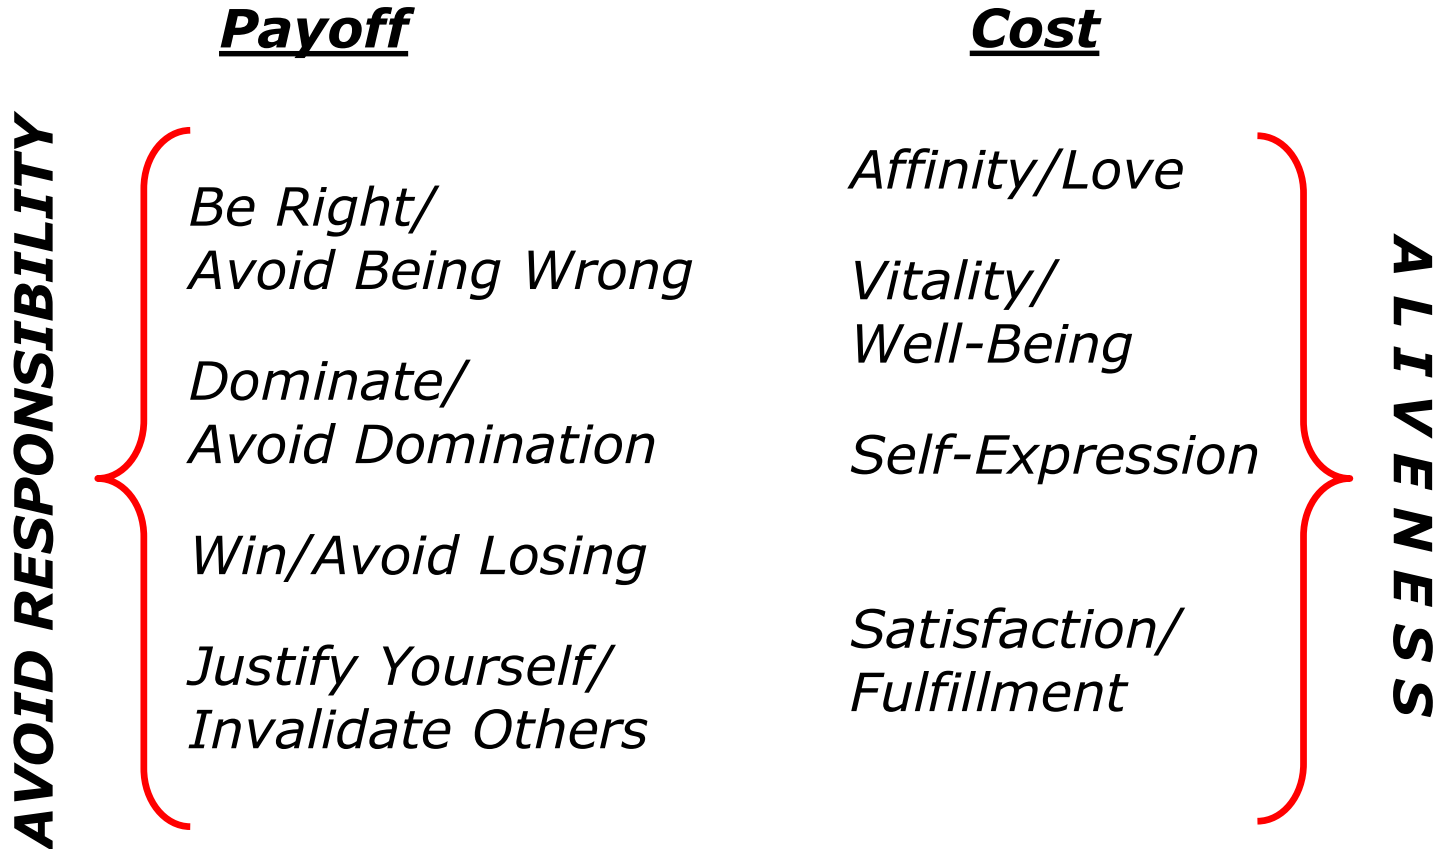 Payoff
Cost
AVOID RESPONSIBILITY
Be Right/
Avoid Being Wrong
Dominate/
Avoid Domination
Win/Avoid Losing
Justify Yourself/
Invalidate Others
Affinity/Love
Vitality/
Well-Being
Self-Expression
Satisfaction/
Fulfillment
ALIVENESS